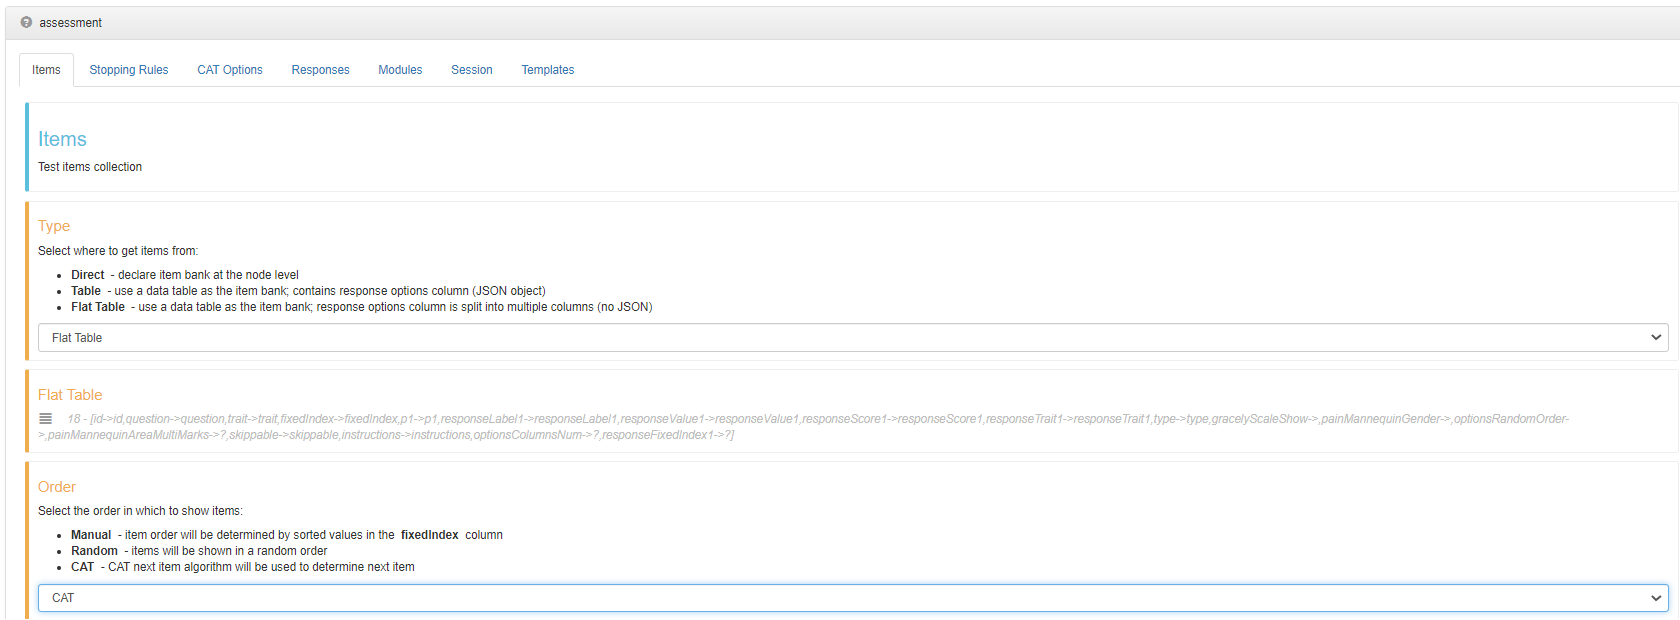 assessment
Items Stopping Rules CAT Options Responses Modules Session Templates
Items
Test items collection
Type
Select where to get items from:
Direct - declare item bank at the node level
Table - use a data table as the item bank; contains response options column (JSON object)
Flat Table - use a data table as the item bank; response options column is split into multiple columns (no JSON)
Flat Table
Flat Table
18 - [id->id,question->question,trait->trait,fixedIndex->fixedIndex,p1->p1,responseLabel1->responseLabel1,responseValue1->responseValue1,responseScore1->responseScore1,responseTrait1->responseTrait1,type->type,gracelyScaleShow->,painMannequinGender->,optionsRandomOrder-
>,painMannequinAreaMultiMarks->?,skippable->skippable,instructions->instructions,optionsColumnsNum->?,responseFixedIndex1->?]
Order
Select the order in which to show items:
Manual - item order will be determined by sorted values in the fixedIndex column
Random - items will be shown in a random order
CAT - CAT next item algorithm will be used to determine next item
CAT